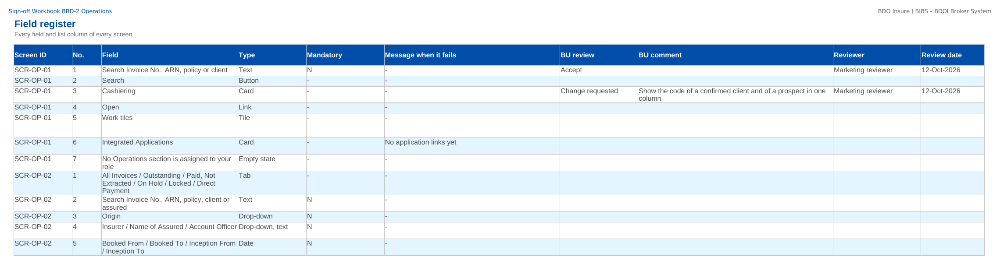 Sign-off Workbook BRD-2 Operations
BDO Insure | BIBS – BDOI Broker System
Field register
Every field and list column of every screen
Screen ID No. Field Type Mandatory Message when it fails BU review BU comment Reviewer Review date
SCR-OP-01 1 Search Invoice No., ARN, policy or client Text N - Accept Marketing reviewer 12-Oct-2026
SCR-OP-01 2 Search Button - -
SCR-OP-01 3 Cashiering Card - - Change requested Show the code of a confirmed client and of a prospect in one Marketing reviewer 12-Oct-2026
column
SCR-OP-01 4 Open Link - -
SCR-OP-01 5 Work tiles Tile - -
SCR-OP-01 6 Integrated Applications Card - No application links yet
SCR-OP-01 7 No Operations section is assigned to your Empty state - -
role
SCR-OP-02 1 All Invoices / Outstanding / Paid, Not Tab - -
Extracted / On Hold / Locked / Direct
Payment
SCR-OP-02 2 Search Invoice No., ARN, policy, client or Text N -
assured
SCR-OP-02 3 Origin Drop-down N -
SCR-OP-02 4 Insurer / Name of Assured / Account Officer Drop-down, text N -
SCR-OP-02 5 Booked From / Booked To / Inception From Date N -
/ Inception To